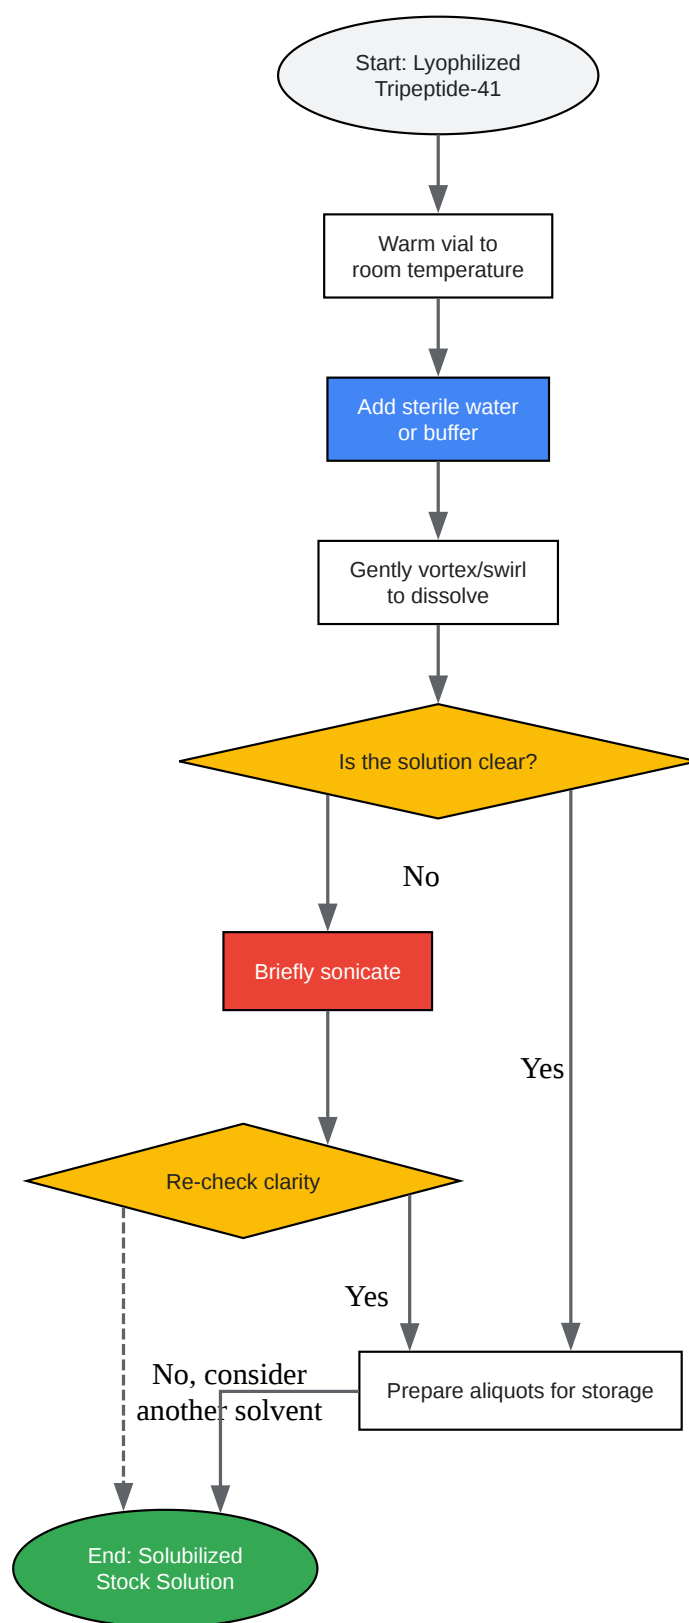 Start: Lyophilized
Tripeptide-41
Warm vial to
room temperature
Add sterile water
or buffer
Gently vortex/swirl
to dissolve
Is the solution clear?
No
Briefly sonicate
Yes
Re-check clarity
Yes
No, consider
another solvent
Prepare aliquots for storage
End: Solubilized
Stock Solution